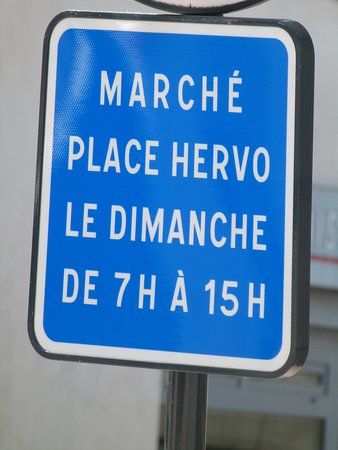 MARCHÉ
PLACE HERVO
LE DIMANCHE
DE 7H À 15H